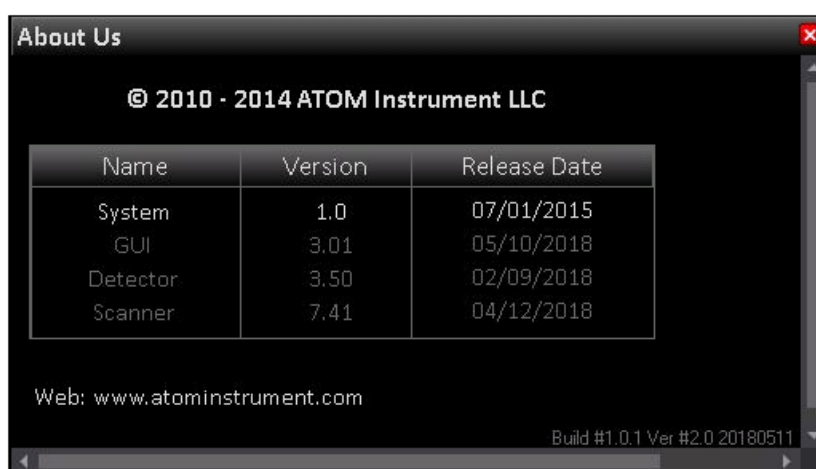 About Us
© 2010 - 2014 ATOM Instrument LLC
Name Version Release Date
System 1.0 07/01/2015
GUI 3.01 05/10/2018
Detector 3.50 02/09/2018
Scanner 7.41 04/12/2018
Web: www.atominstrument.com
Build #1.0.1 Ver #2.0 20180511